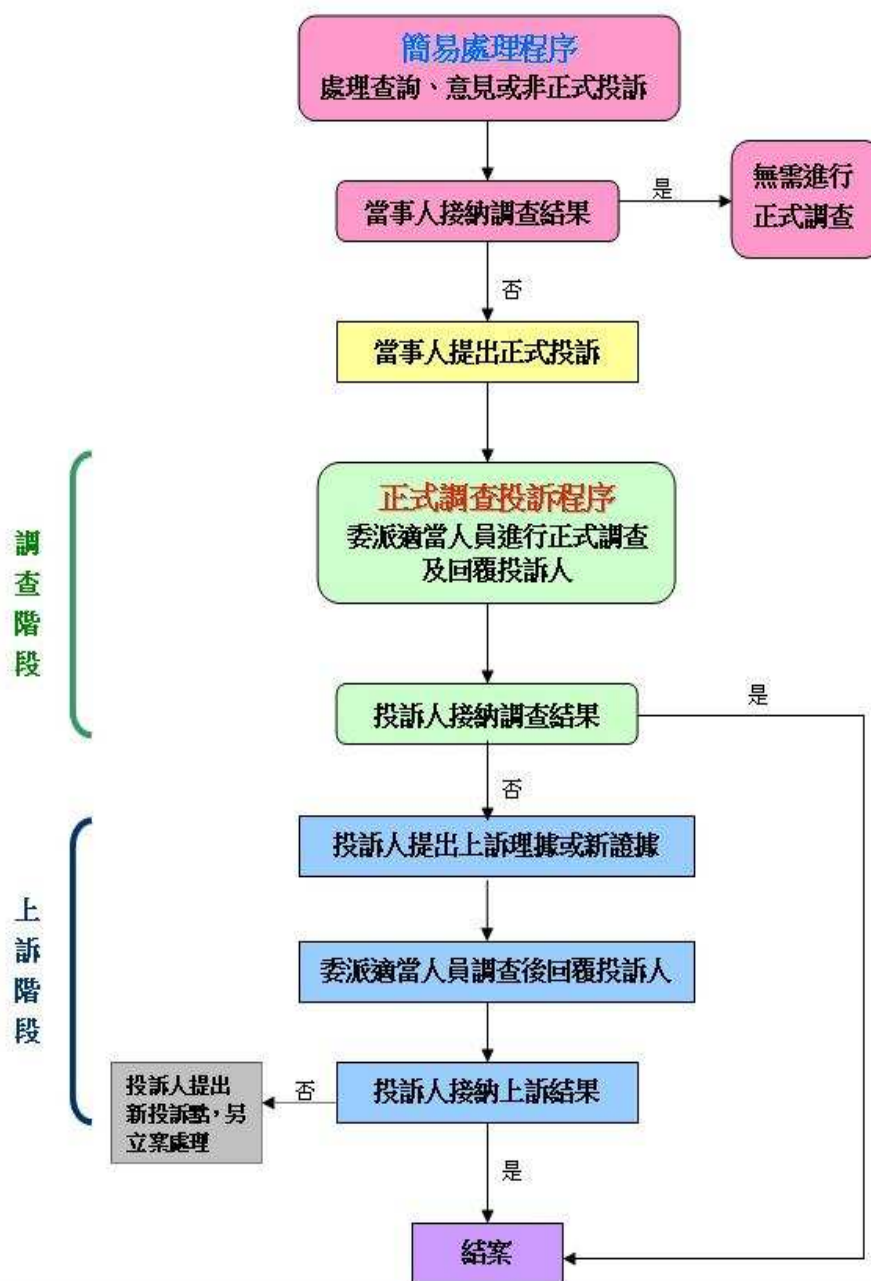 簡易處理程序
處理查詢、意見或非正式投訴
當事人接納調查結果
是
無需進行
正式調查
否
當事人提出正式投訴
調查階段
正式調查投訴程序
委派適當人員進行正式調查
及回覆投訴人
投訴人接納調查結果
是
否
上訴階段
投訴人提出上訴理據或新證據
委派適當人員調查後回覆投訴人
投訴人接納上訴結果
否
投訴人提出
新投訴點,另
立案處理
是
結案